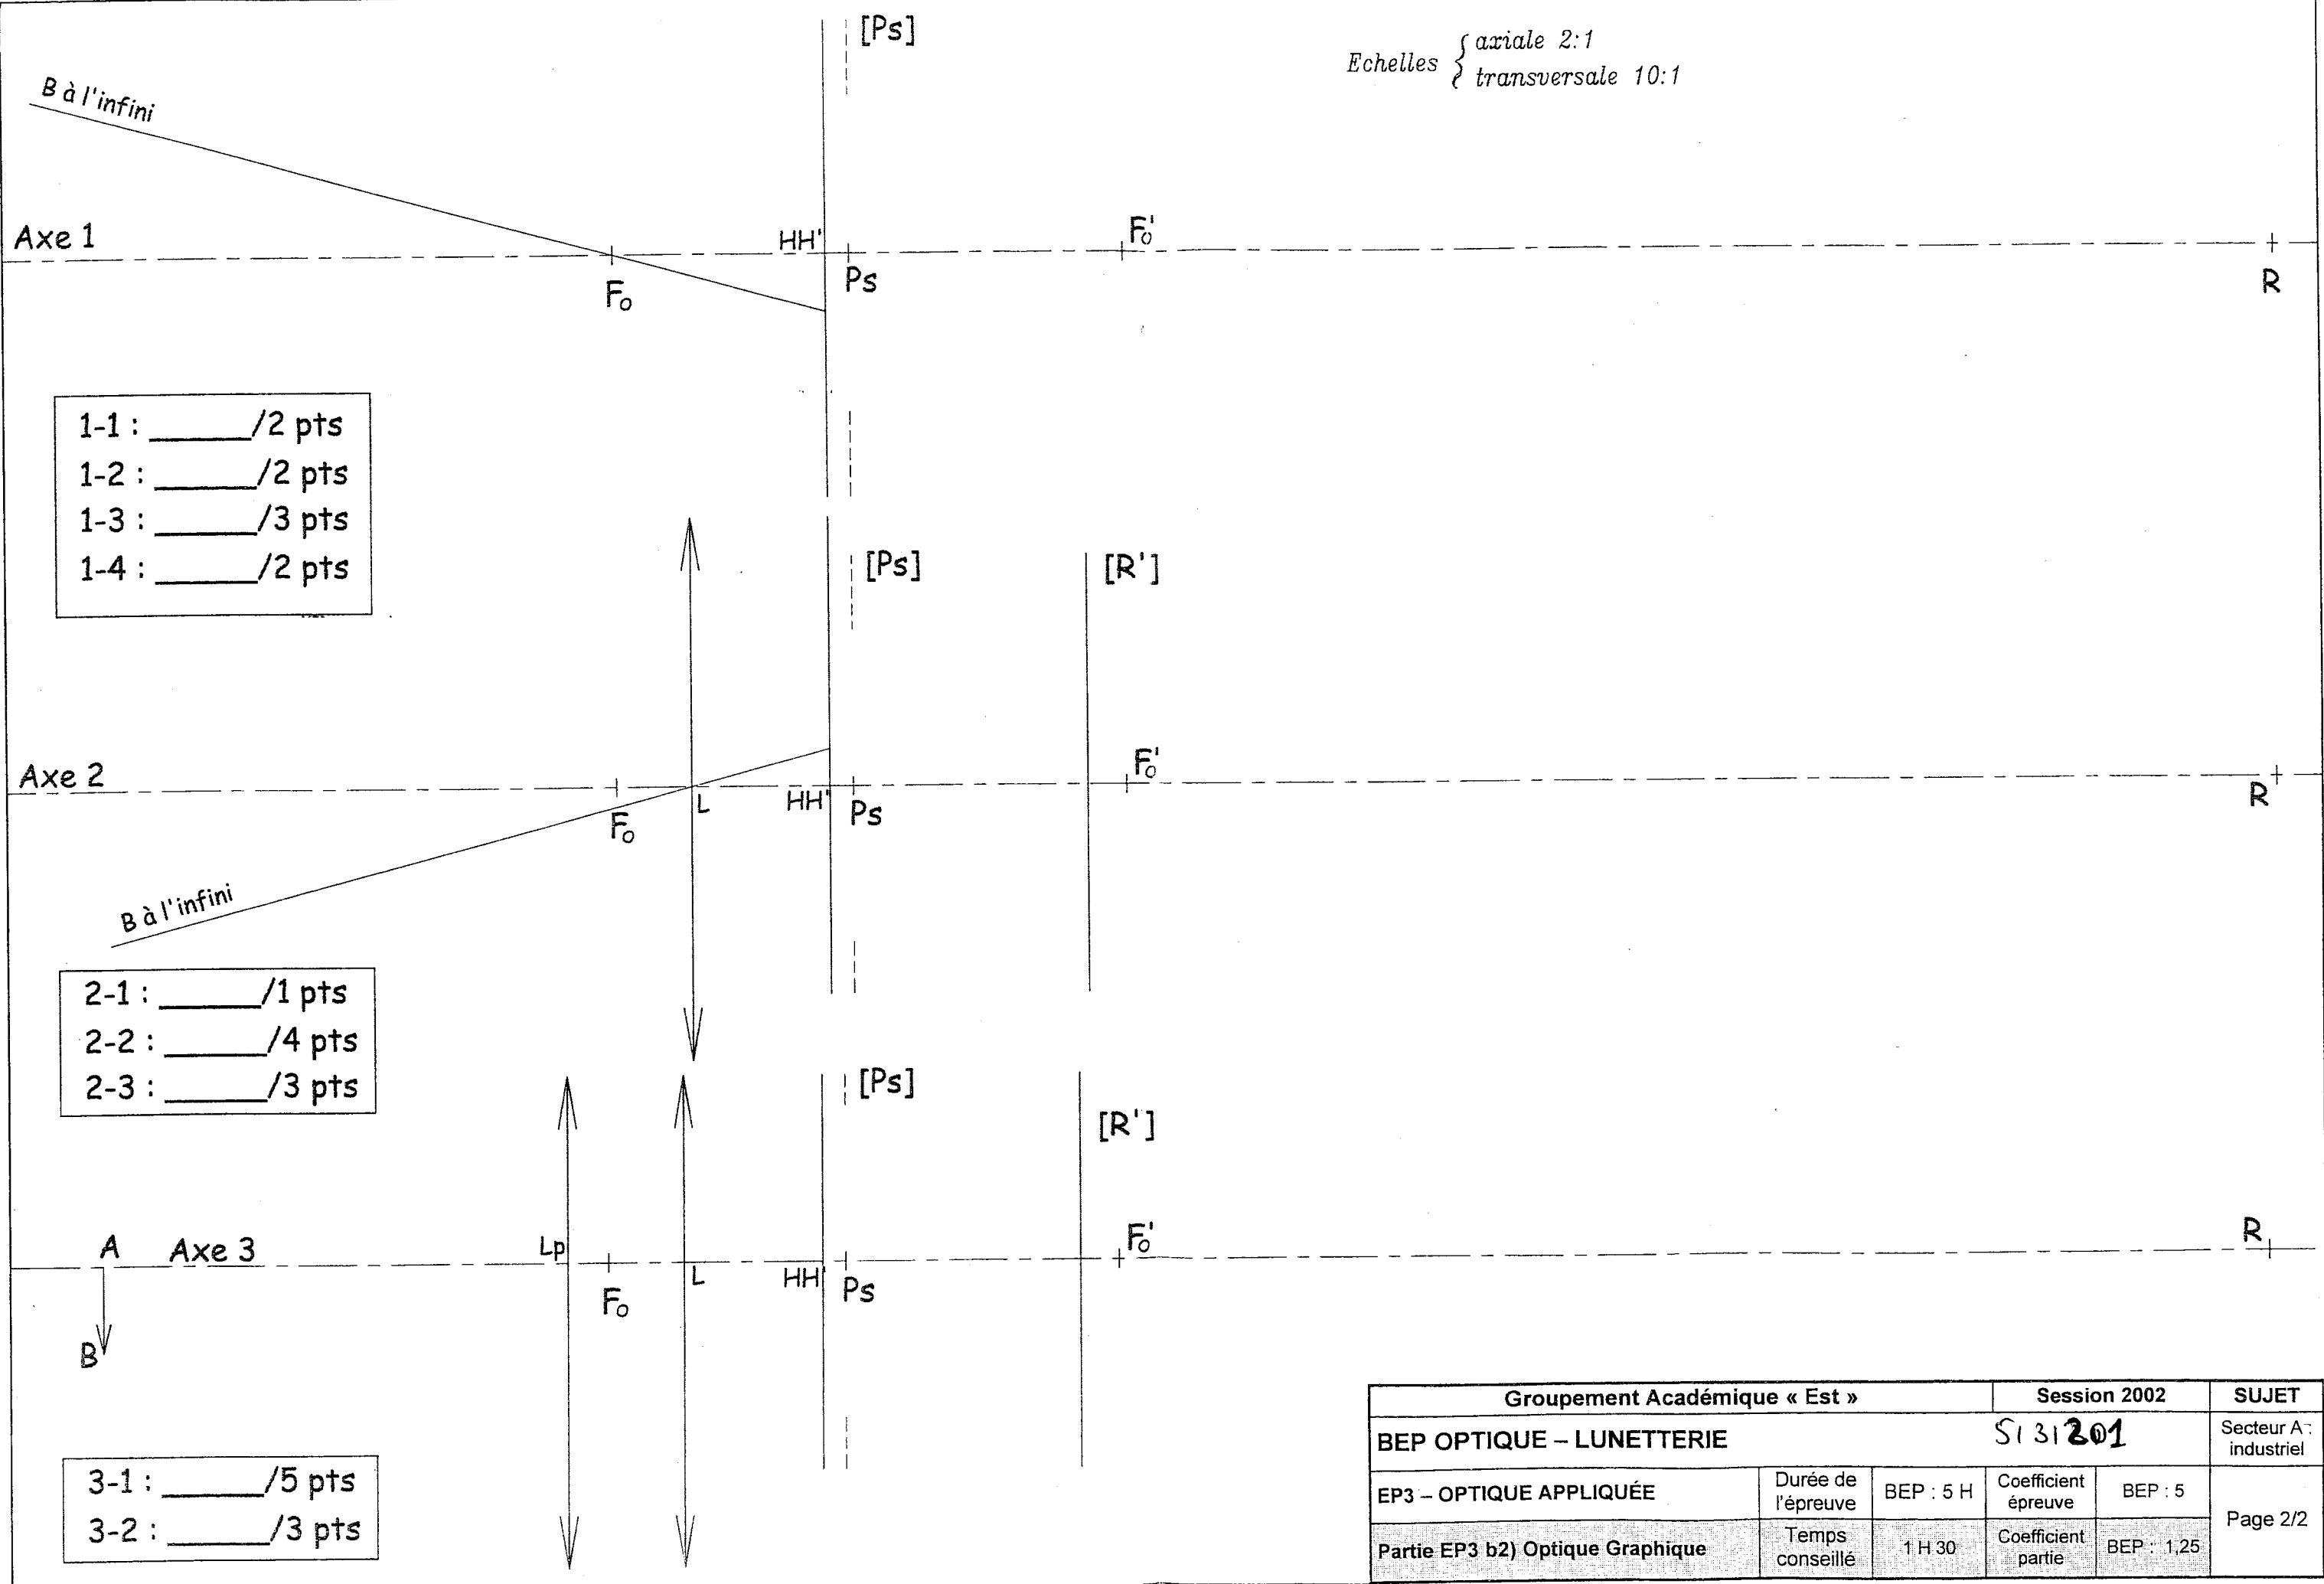 [Ps]
Echelles { axiale 2:1
transversale 10:1
B à l'infini
Axe 1
HH'
F'o
Fo
Ps
R
1-1 : ______/2 pts
1-2 : ______/2 pts
1-3 : ______/3 pts
1-4 : ______/2 pts
[Ps]
[R']
Axe 2
L
HH'
F'o
Fo
Ps
R
B à l'infini
2-1 : ______/1 pts
2-2 : ______/4 pts
2-3 : ______/3 pts
[Ps]
[R']
A
Axe 3
Lp
L
HH'
F'o
R
Fo
Ps
B
3-1 : ______/5 pts
3-2 : ______/3 pts
Groupement Académique « Est » Session 2002 SUJET
BEP OPTIQUE – LUNETTERIE 5131201 Secteur A : industriel
EP3 – OPTIQUE APPLIQUÉE Durée de l'épreuve BEP : 5 H Coefficient épreuve BEP : 5
Page 2/2
Partie EP3 b2) Optique Graphique Temps conseillé 1 H 30 Coefficient partie BEP : 1,25